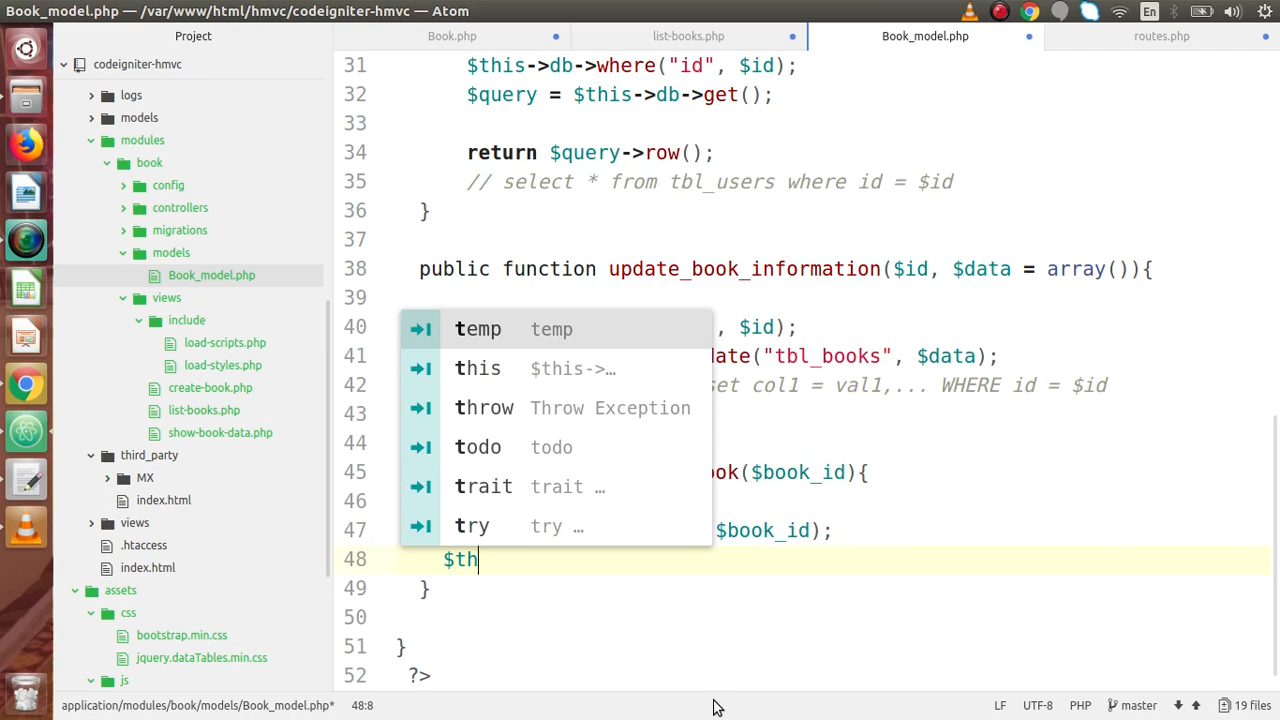 Book_model.php — /var/www/html/hmvc/codeigniter-hmvc — Atom
En
Project
Book.php
list-books.php
Book_model.php
routes.php
codeigniter-hmvc
logs
models
modules
book
config
controllers
migrations
models
Book_model.php
views
include
load-scripts.php
load-styles.php
create-book.php
list-books.php
show-book-data.php
third_party
MX
index.html
views
.htaccess
index.html
assets
css
bootstrap.min.css
jquery.dataTables.min.css
js
31 $this->db->where("id", $id);
32 $query = $this->db->get();
33
34 return $query->row();
35 // select * from tbl_users where id = $id
36 }
37
38 public function update_book_information($id, $data = array()){
39
40 , $id);
41 date("tbl_books", $data);
42 set col1 = val1,... WHERE id = $id
43
44
45 ook($book_id){
46
47 $book_id);
48 $th
49 }
50
51 }
52 ?>
temp temp
this $this->…
throw Throw Exception
todo todo
trait trait …
try try …
application/modules/book/models/Book_model.php* 48:8
LF UTF-8 PHP master 19 files